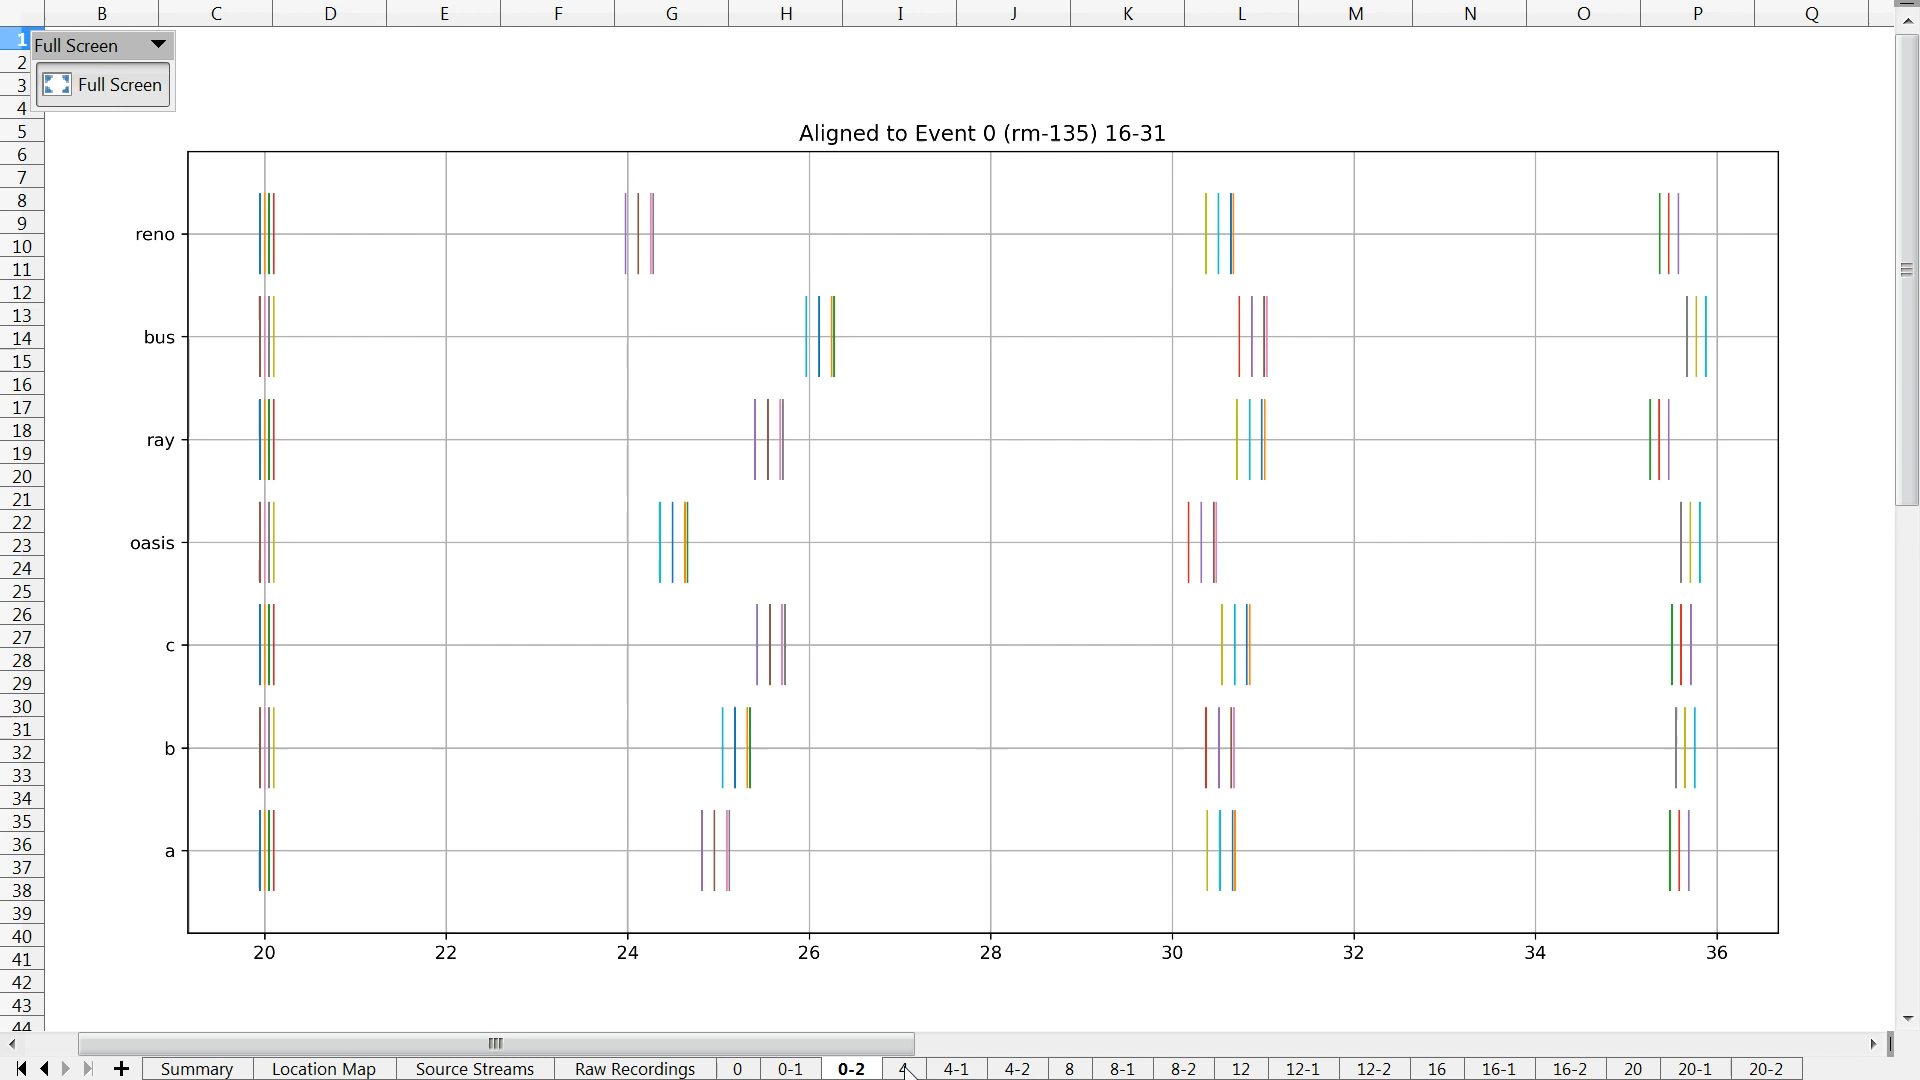 B C D E F G H I J K L M N O P Q
1 Full Screen
2
3 Full Screen
4
5 Aligned to Event 0 (rm-135) 16-31
6
7
8
9
10 reno
11
12
13
14 bus
15
16
17
18
19 ray
20
21
22
23 oasis
24
25
26
27
28 c
29
30
31
32 b
33
34
35
36
37 a
38
39
40
41 20 22 24 26 28 30 32 34 36
42
43
44
Summary Location Map Source Streams Raw Recordings 0 0-1 0-2 4 4-1 4-2 8 8-1 8-2 12 12-1 12-2 16 16-1 16-2 20 20-1 20-2